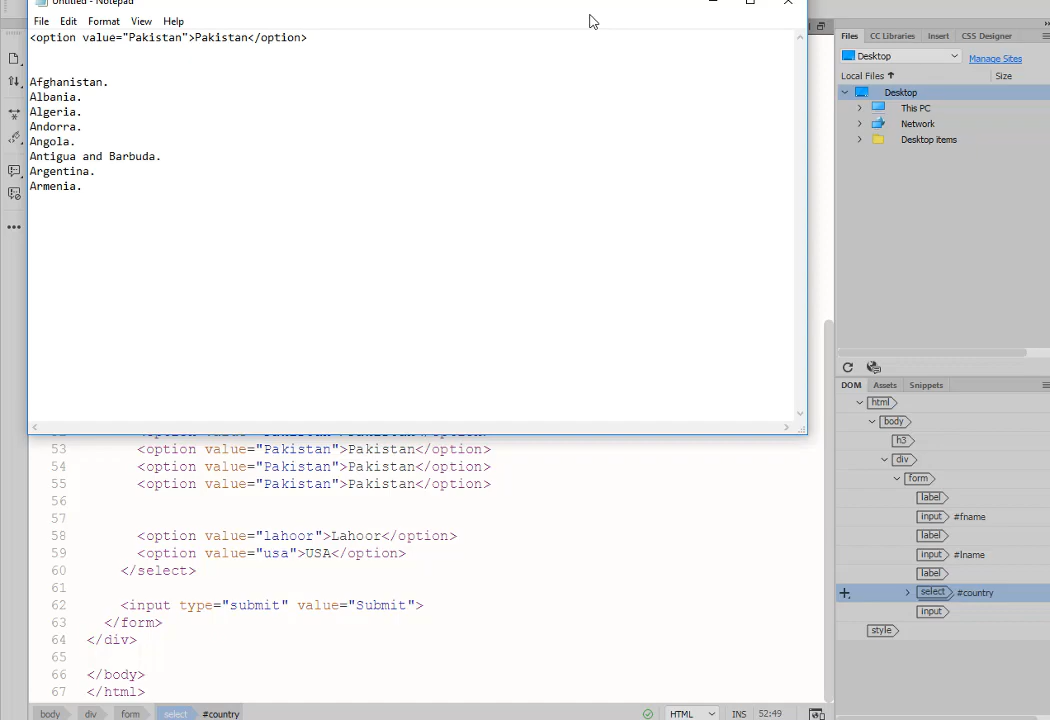 Untitled - Notepad
File Edit Format View Help
<option value="Pakistan">Pakistan</option>
Afghanistan.
Albania.
Algeria.
Andorra.
Angola.
Antigua and Barbuda.
Argentina.
Armenia.
53 <option value="Pakistan">Pakistan</option>
54 <option value="Pakistan">Pakistan</option>
55 <option value="Pakistan">Pakistan</option>
56
57
58 <option value="lahoor">Lahoor</option>
59 <option value="usa">USA</option>
60 </select>
61
62 <input type="submit" value="Submit">
63 </form>
64 </div>
65
66 </body>
67 </html>
body div form select #country
HTML INS 52:49
Files CC Libraries Insert CSS Designer
Desktop Manage Sites
Local Files Size
Desktop
This PC
Network
Desktop items
DOM Assets Snippets
html
body
h3
div
form
label
input #fname
label
input #lname
label
select #country
input
style